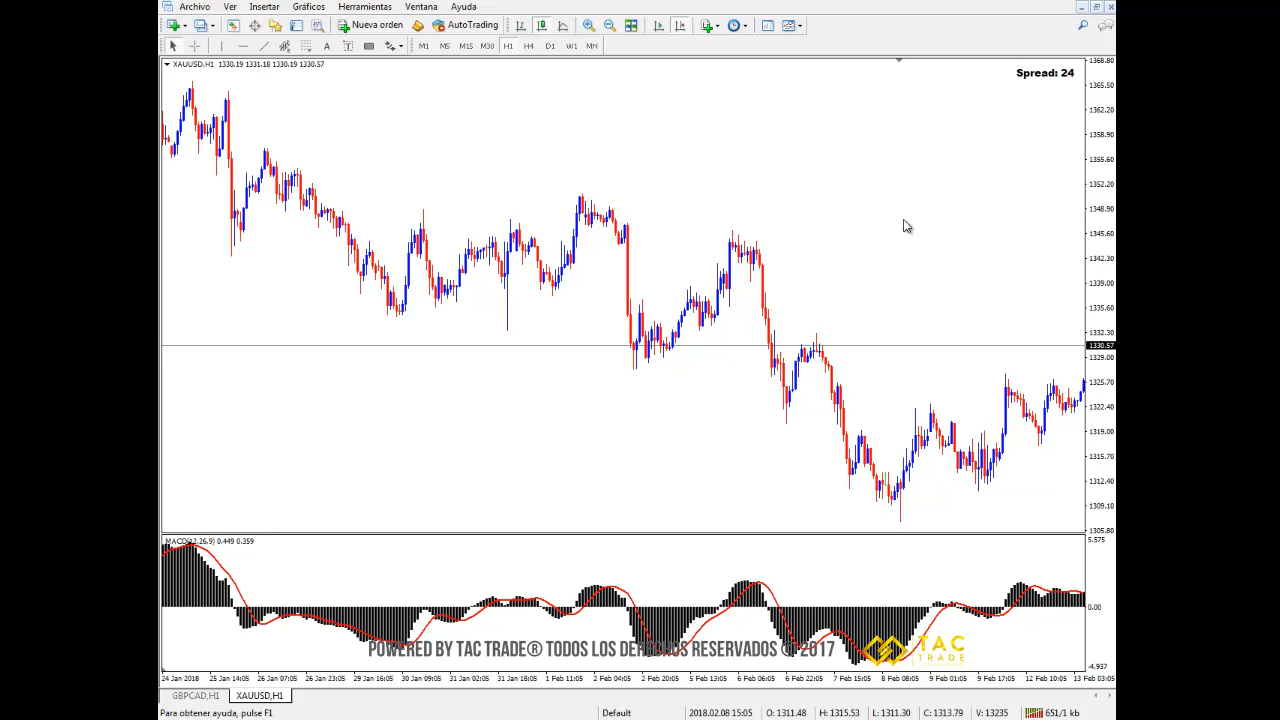 Archivo Ver Insertar Gráficos Herramientas Ventana Ayuda
Nueva orden AutoTrading
A T M1 M5 M15 M30 H1 H4 D1 W1 MN
XAUUSD,H1 1330.19 1331.18 1330.19 1330.57
Spread: 24
1368.80
1365.50
1362.20
1358.90
1355.60
1352.20
1348.90
1345.60
1342.30
1339.00
1335.60
1332.30
1330.57
1329.00
1325.70
1322.40
1319.00
1315.70
1312.40
1309.10
1305.80
MACD(12,26,9) 0.449 0.359
5.575
0.00
-4.937
POWERED BY TAC TRADE® TODOS LOS DERECHOS RESERVADOS © 2017
TAC
TRADE
24 Jan 2018 25 Jan 14:05 26 Jan 07:05 26 Jan 23:05 29 Jan 16:05 30 Jan 09:05 31 Jan 02:05 31 Jan 18:05 1 Feb 11:05 2 Feb 04:05 2 Feb 20:05 5 Feb 13:05 6 Feb 06:05 6 Feb 22:05 7 Feb 15:05 8 Feb 08:05 9 Feb 01:05 9 Feb 17:05 12 Feb 10:05 13 Feb 03:05
GBPCAD,H1 XAUUSD,H1
Para obtener ayuda, pulse F1 Default 2018.02.08 15:05 O: 1311.48 H: 1315.53 L: 1311.30 C: 1313.79 V: 13235 651/1 kb